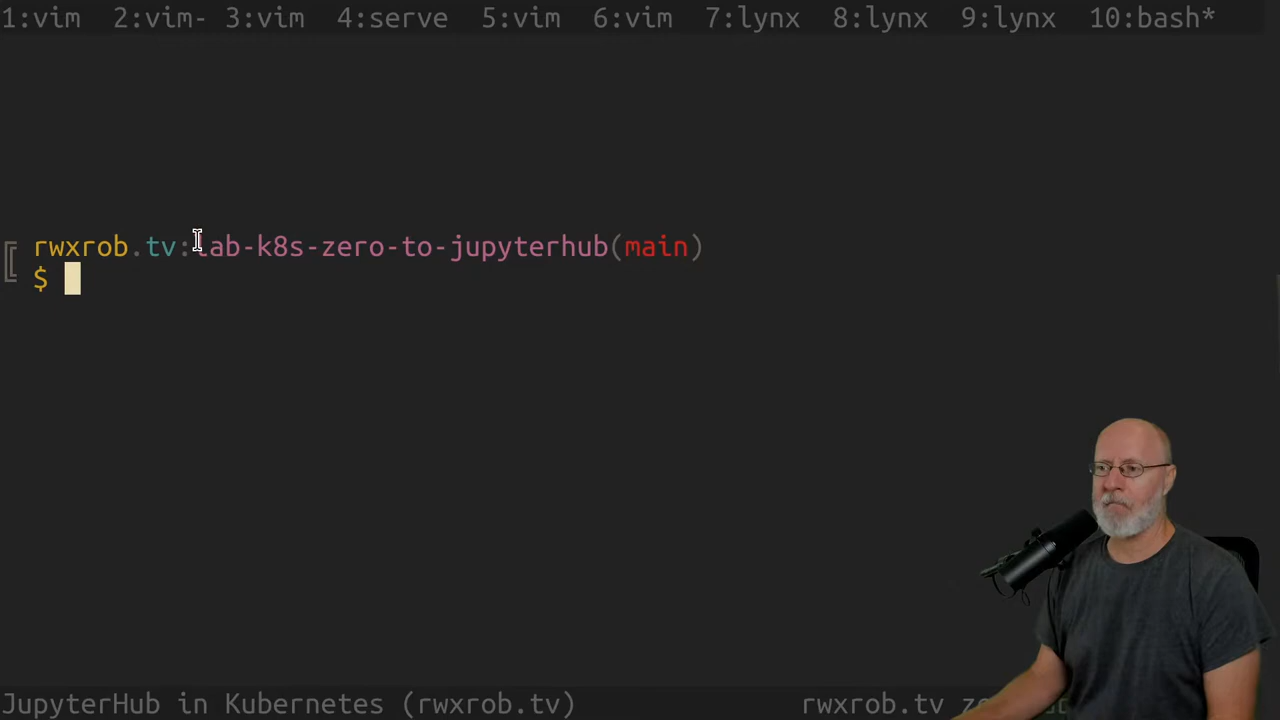 1:vim 2:vim- 3:vim 4:serve 5:vim 6:vim 7:lynx 8:lynx 9:lynx 10:bash*
rwxrob.tv:lab-k8s-zero-to-jupyterhub(main)
$
JupyterHub in Kubernetes (rwxrob.tv) rwxrob.tv